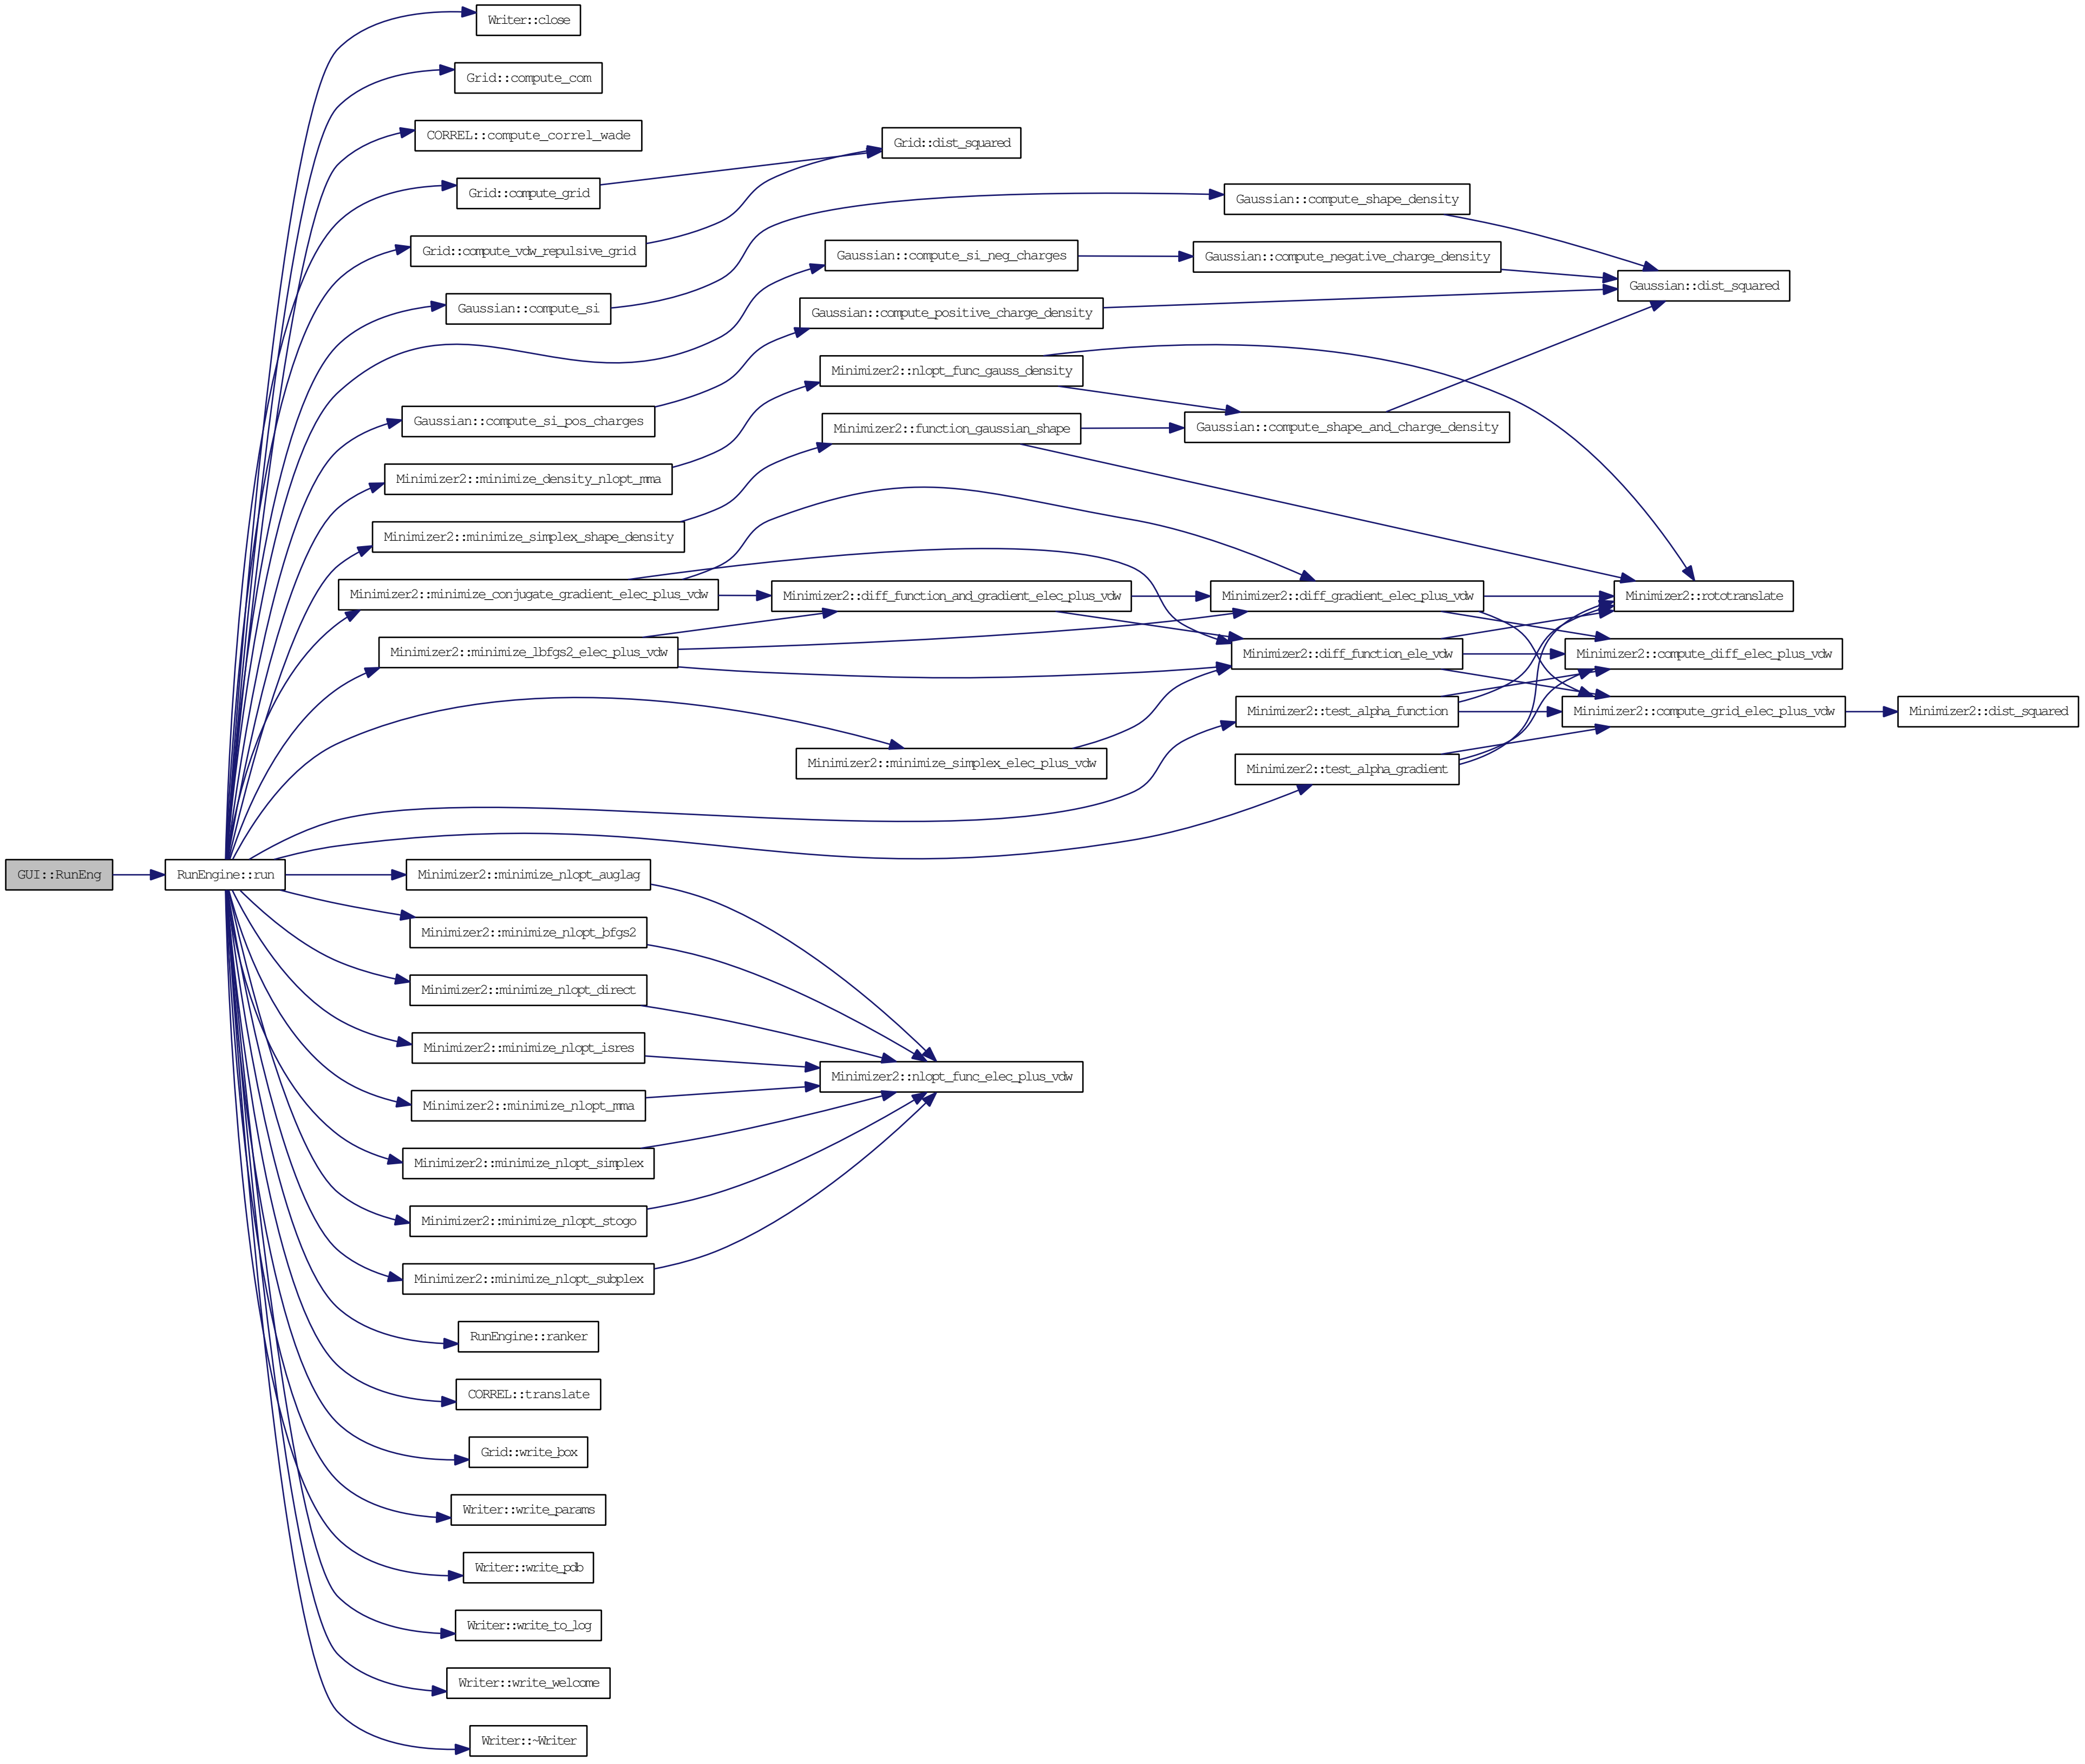 Writer::close
Grid::compute_com
CORREL::compute_correl_wade
Grid::dist_squared
Grid::compute_grid
Gaussian::compute_shape_density
Grid::compute_vdw_repulsive_grid
Gaussian::compute_si_neg_charges
Gaussian::compute_negative_charge_density
Gaussian::dist_squared
Gaussian::compute_si
Gaussian::compute_positive_charge_density
Minimizer2::nlopt_func_gauss_density
Gaussian::compute_si_pos_charges
Minimizer2::function_gaussian_shape
Gaussian::compute_shape_and_charge_density
Minimizer2::minimize_density_nlopt_mma
Minimizer2::minimize_simplex_shape_density
Minimizer2::minimize_conjugate_gradient_elec_plus_vdw
Minimizer2::diff_function_and_gradient_elec_plus_vdw
Minimizer2::diff_gradient_elec_plus_vdw
Minimizer2::rototranslate
Minimizer2::minimize_lbfgs2_elec_plus_vdw
Minimizer2::diff_function_ele_vdw
Minimizer2::compute_diff_elec_plus_vdw
Minimizer2::test_alpha_function
Minimizer2::compute_grid_elec_plus_vdw
Minimizer2::dist_squared
Minimizer2::minimize_simplex_elec_plus_vdw
Minimizer2::test_alpha_gradient
GUI::RunEng
RunEngine::run
Minimizer2::minimize_nlopt_auglag
Minimizer2::minimize_nlopt_bfgs2
Minimizer2::minimize_nlopt_direct
Minimizer2::minimize_nlopt_isres
Minimizer2::nlopt_func_elec_plus_vdw
Minimizer2::minimize_nlopt_mma
Minimizer2::minimize_nlopt_simplex
Minimizer2::minimize_nlopt_stogo
Minimizer2::minimize_nlopt_subplex
RunEngine::ranker
CORREL::translate
Grid::write_box
Writer::write_params
Writer::write_pdb
Writer::write_to_log
Writer::write_welcome
Writer::~Writer